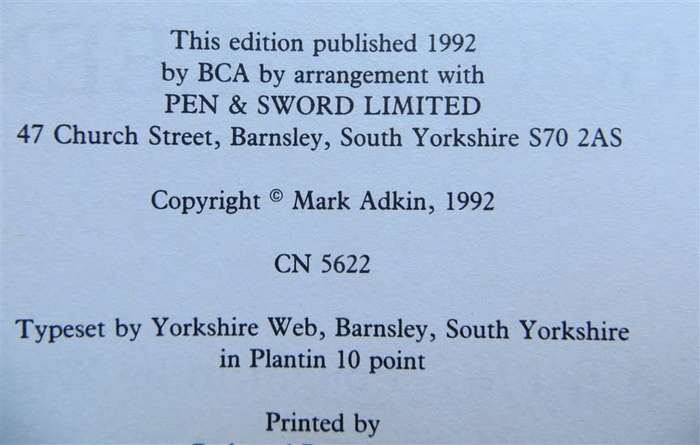 This edition published 1992
by BCA by arrangement with
PEN & SWORD LIMITED
47 Church Street, Barnsley, South Yorkshire S70 2AS
Copyright © Mark Adkin, 1992
CN 5622
Typeset by Yorkshire Web, Barnsley, South Yorkshire
in Plantin 10 point
Printed by